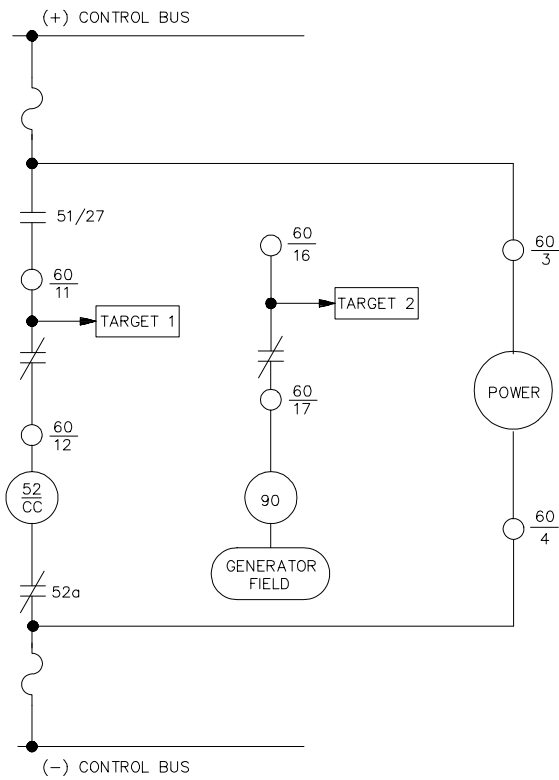 (+) CONTROL BUS
51/27
60
11
TARGET 1
60
12
52
CC
52a
(-) CONTROL BUS
60
16
TARGET 2
60
17
90
GENERATOR
FIELD
60
3
POWER
60
4